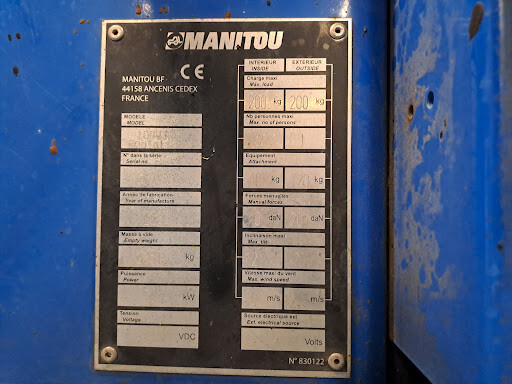 MANITOU
CE
MANITOU BF
44158 ANCENIS CEDEX
FRANCE
MODELE
MODEL
N° dans la série
Serial no.
Année de fabrication
Year of manufacture
Masse à vide
Empty weight
kg
Puissance
Power
kW
Tension
Voltage
VDC
INTERIEUR
INSIDE
EXTERIEUR
OUTSIDE
Charge maxi
Max. load
200 kg 200 kg
Nb personnes maxi
Max. no of persons
1
Equipement
Attachment
kg kg
Forces manuelles
Manual forces
daN daN
Inclinaison maxi
Max. tilt
Vitesse maxi du vent
Max. wind speed
m/s m/s
Source électrique ext.
Ext. electrical source
Volts
N° 830122